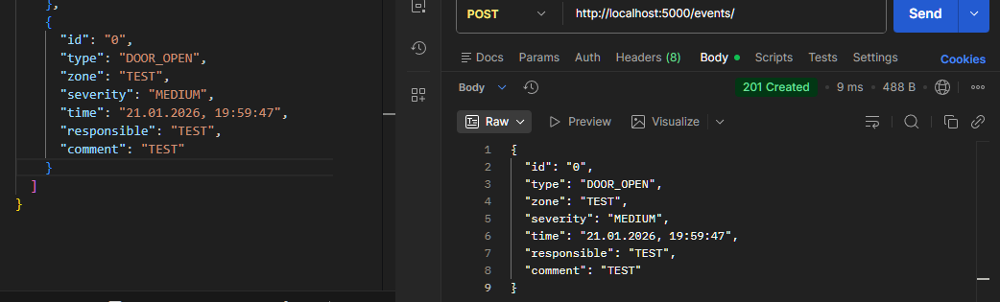 },
{
"id": "0",
"type": "DOOR_OPEN",
"zone": "TEST",
"severity": "MEDIUM",
"time": "21.01.2026, 19:59:47",
"responsible": "TEST",
"comment": "TEST"
}
]
}
POST http://localhost:5000/events/ Send
Docs Params Auth Headers (8) Body Scripts Tests Settings Cookies
Body 201 Created • 9 ms • 488 B
Raw Preview Visualize
1 {
2 "id": "0",
3 "type": "DOOR_OPEN",
4 "zone": "TEST",
5 "severity": "MEDIUM",
6 "time": "21.01.2026, 19:59:47",
7 "responsible": "TEST",
8 "comment": "TEST"
9 }